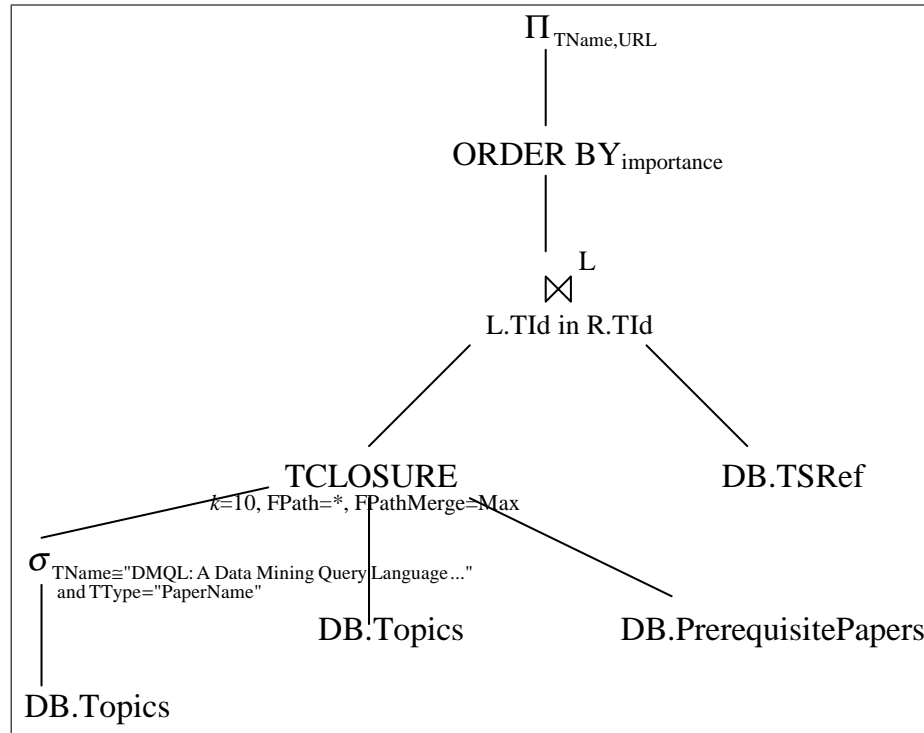 Π TName,URL
ORDER BY importance
⋈ L
L.TId in R.TId
TCLOSURE
k=10, FPath=*, FPathMerge=Max
DB.TSRef
σ TName≅"DMQL: A Data Mining Query Language ..."
and TType="PaperName"
DB.Topics
DB.PrerequisitePapers
DB.Topics